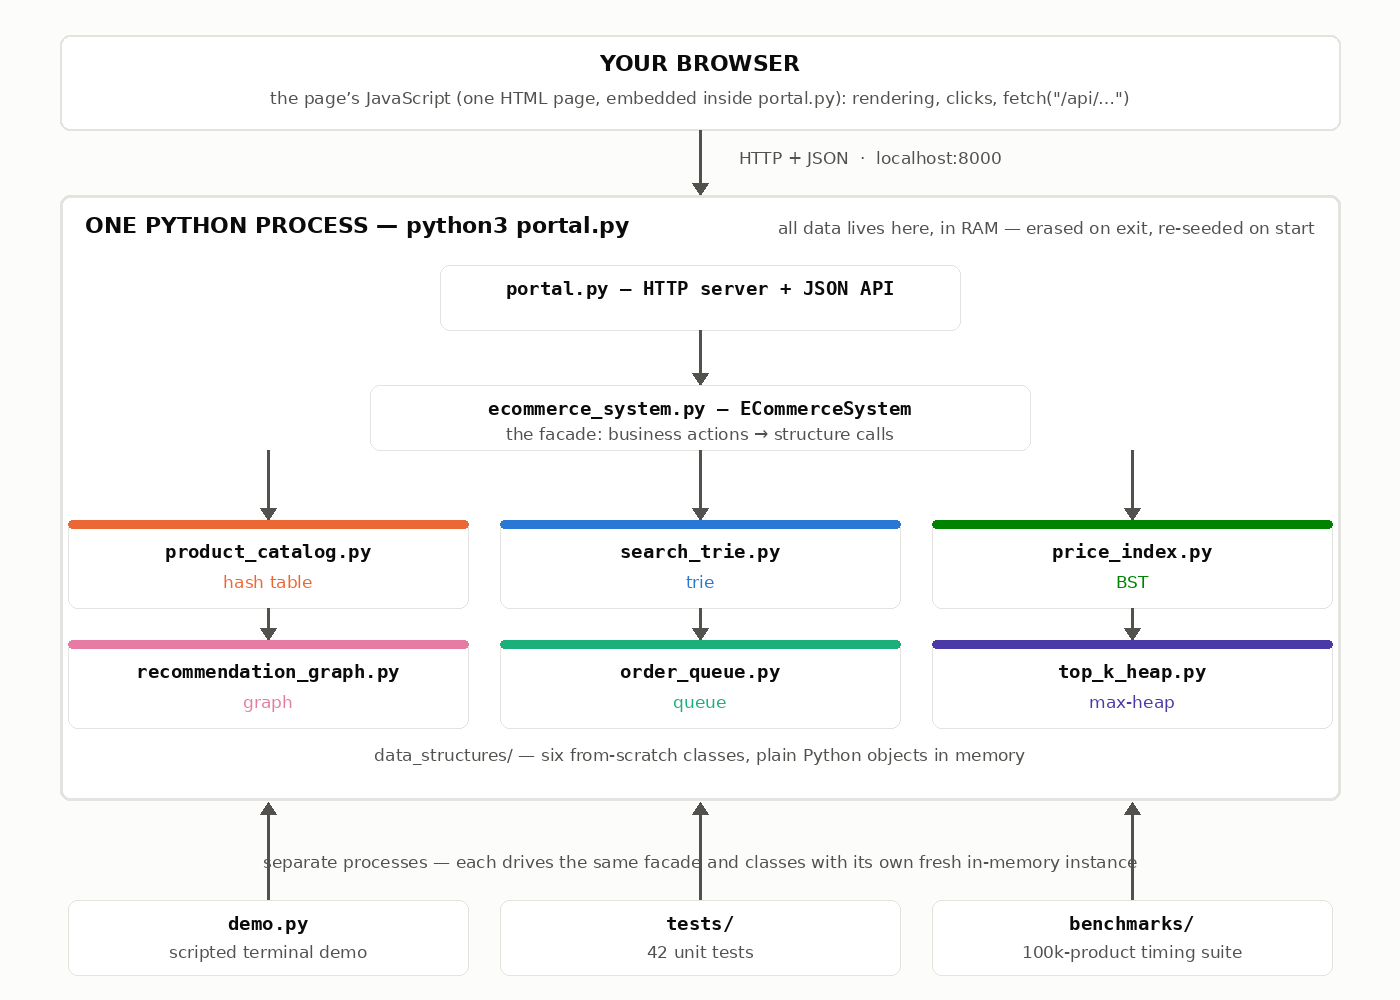 YOUR BROWSER
the page’s JavaScript (one HTML page, embedded inside portal.py): rendering, clicks, fetch("/api/…")
HTTP + JSON · localhost:8000
ONE PYTHON PROCESS — python3 portal.py
all data lives here, in RAM — erased on exit, re-seeded on start
portal.py — HTTP server + JSON API
ecommerce_system.py — ECommerceSystem
the facade: business actions → structure calls
product_catalog.py
hash table
search_trie.py
trie
price_index.py
BST
recommendation_graph.py
graph
order_queue.py
queue
top_k_heap.py
max-heap
data_structures/ — six from-scratch classes, plain Python objects in memory
separate processes — each drives the same facade and classes with its own fresh in-memory instance
demo.py
scripted terminal demo
tests/
42 unit tests
benchmarks/
100k-product timing suite